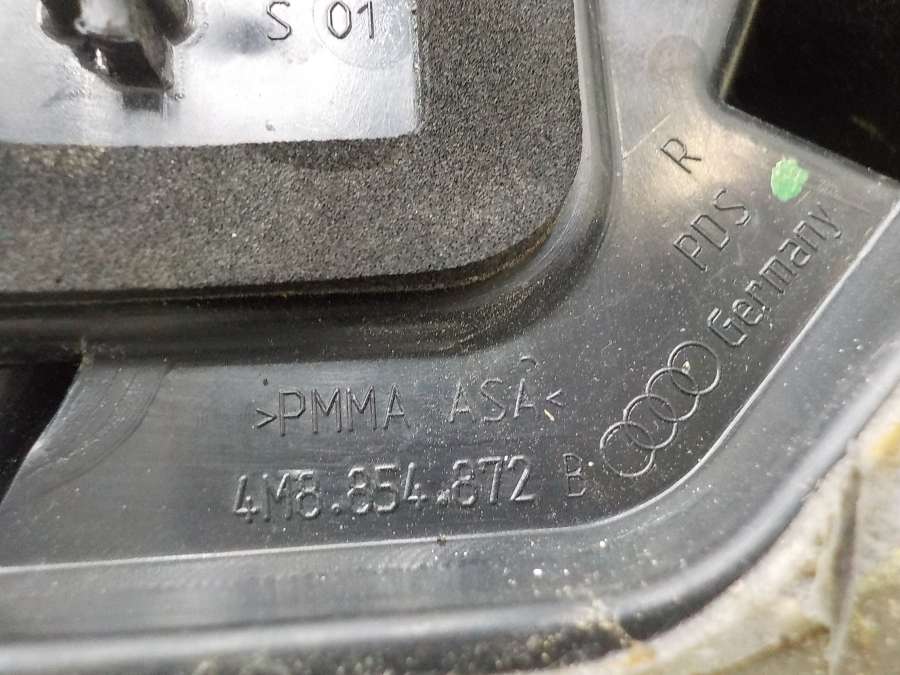 S 01
R
PDS
Germany
>PMMA ASA<
4M8.854.872 B